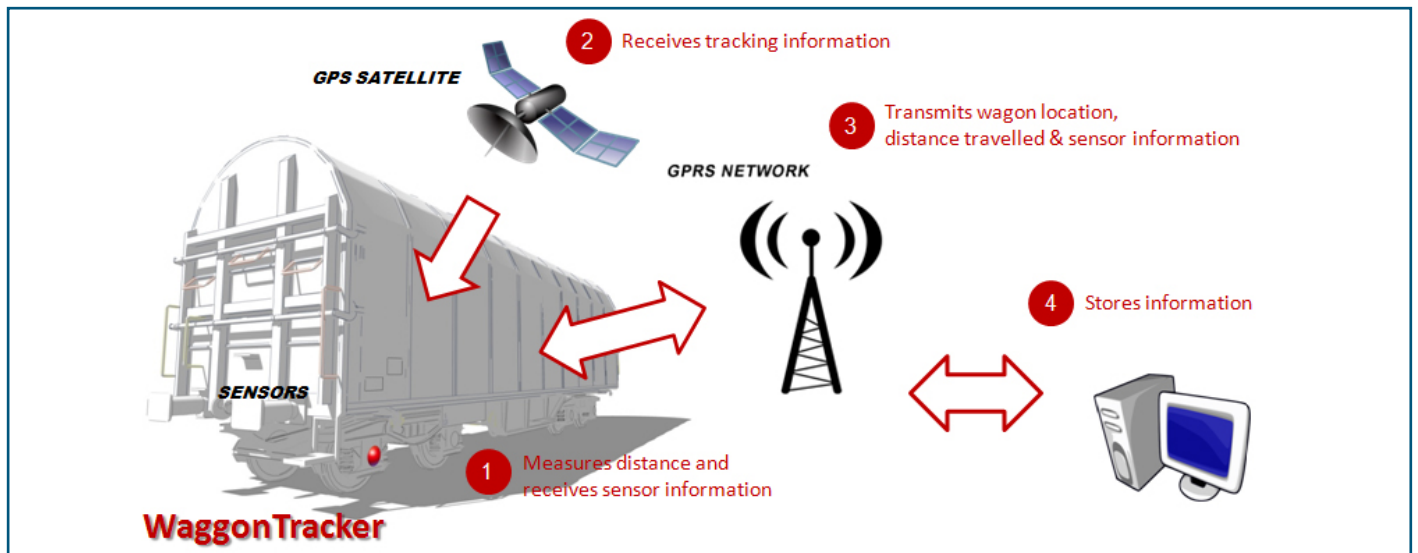 2 Receives tracking information
GPS SATELLITE
3 Transmits wagon location,
distance travelled & sensor information
GPRS NETWORK
4 Stores information
SENSORS
1 Measures distance and
receives sensor information
WaggonTracker